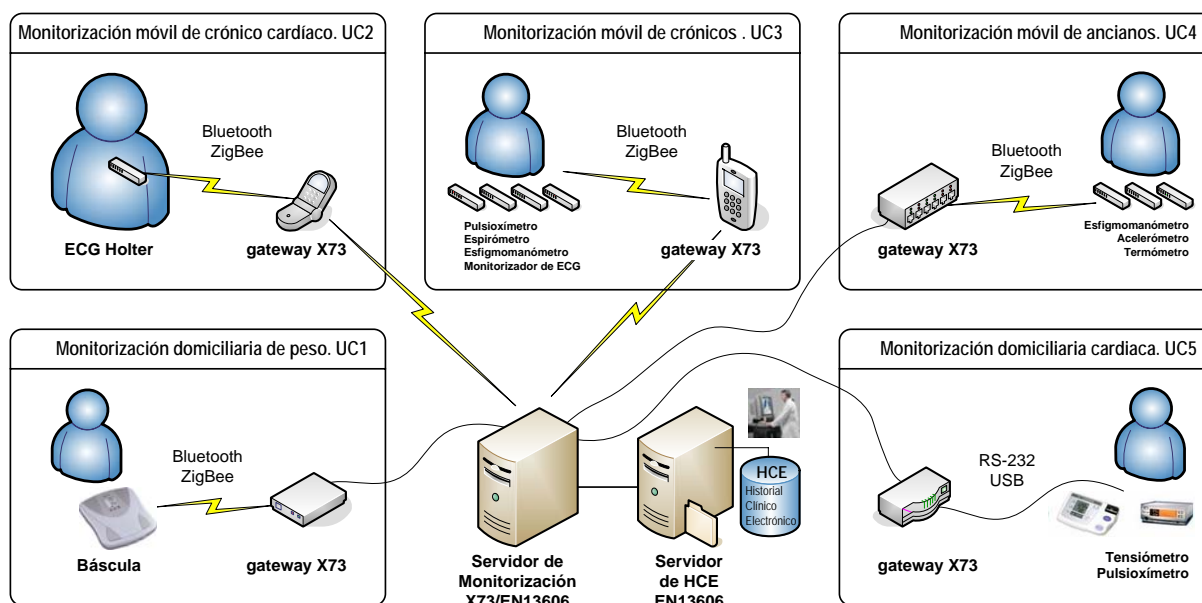 Monitorización móvil de crónico cardíaco. UC2
Bluetooth
ZigBee
ECG Holter
gateway X73
Monitorización móvil de crónicos . UC3
Bluetooth
ZigBee
Pulsioxímetro
Espirómetro
Esfigmomanómetro
Monitorizador de ECG
gateway X73
Monitorización móvil de ancianos. UC4
Bluetooth
ZigBee
gateway X73
Esfigmomanómetro
Acelerómetro
Termómetro
Monitorización domiciliaria de peso. UC1
Bluetooth
ZigBee
Báscula
gateway X73
Servidor de
Monitorización
X73/EN13606
Servidor
de HCE
EN13606
HCE
Historial
Clínico
Electrónico
Monitorización domiciliaria cardiaca. UC5
RS-232
USB
gateway X73
Tensiómetro
Pulsioxímetro